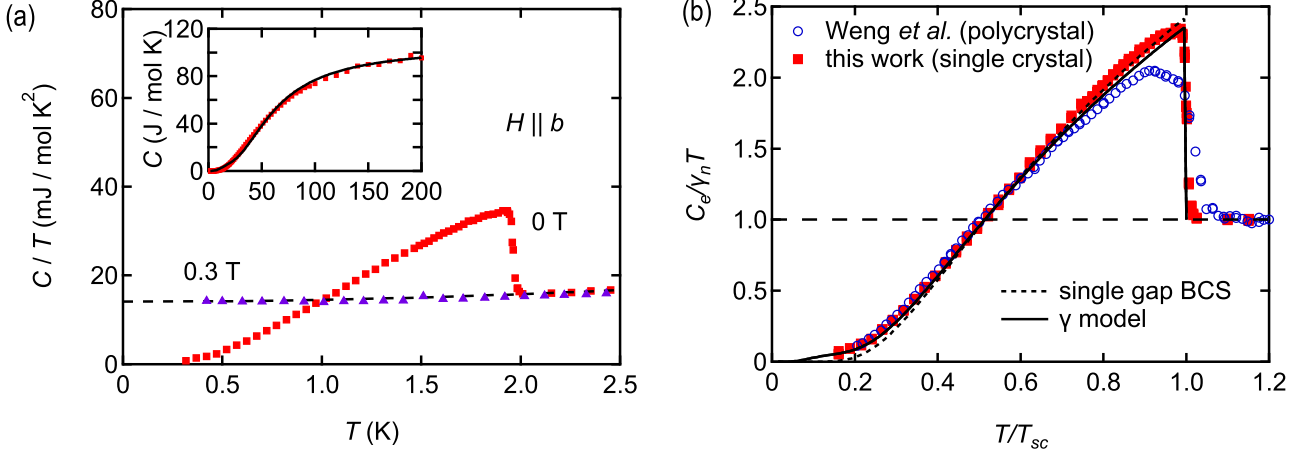 (a)
C / T (mJ / mol K²)
80
60
40
20
0
0
0.5
1.0
1.5
2.0
2.5
T (K)
C (J / mol K)
120
80
40
0
0
50
100
150
200
H || b
0 T
0.3 T
(b)
Cₑ/γₙT
2.5
2.0
1.5
1.0
0.5
0
0
0.2
0.4
0.6
0.8
1.0
1.2
T/Tsc
Weng et al. (polycrystal)
this work (single crystal)
single gap BCS
γ model